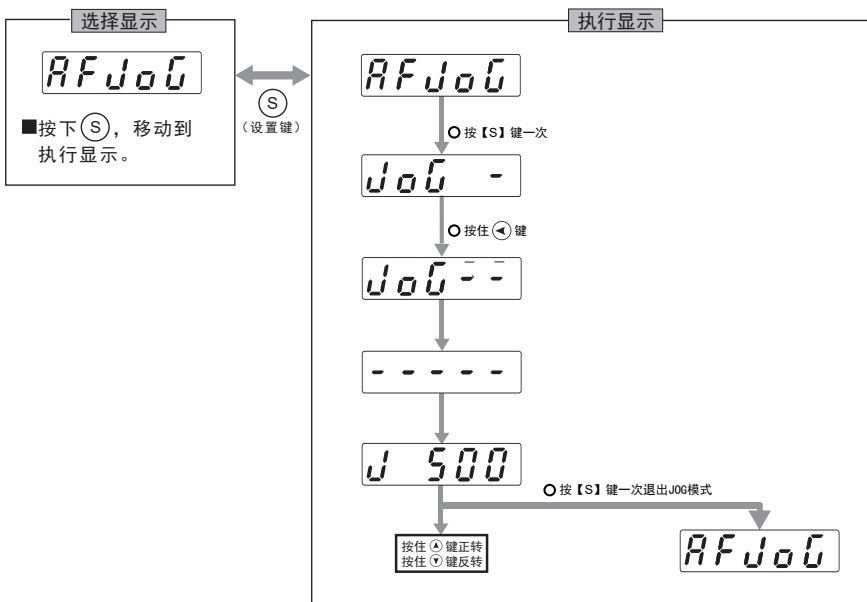 选择显示
AFJoG
■按下Ⓢ，移动到
执行显示。
S
（设置键）
执行显示
AFJoG
按【S】键一次
JoG -
按住◀键
JoG--
-----
J 500
按【S】键一次退出JOG模式
按住▲键正转
按住▼键反转
AFJoG